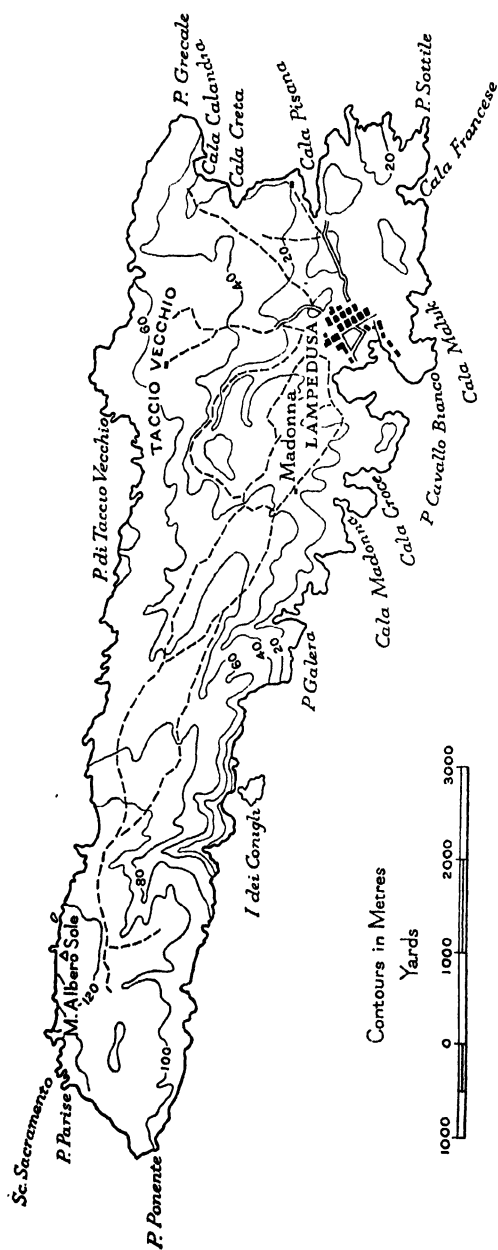 Sc. Sacramento
P. Parise
M. Albero Sole
120
P. Ponente
100
80
I dei Conigli
P. di Taccio Vecchio
TACCIO VECCHIO
60
40
20
P. Galera
60
40
20
Madonna
LAMPEDUSA
Cala Madonna
Cala Croce
P Cavallo Bianco
Cala Maluk
P. Grecale
Cala Calandra
Cala Creta
Cala Pisana
20
P. Sottile
Cala Francese
Contours in Metres
Yards
1000 0 1000 2000 3000